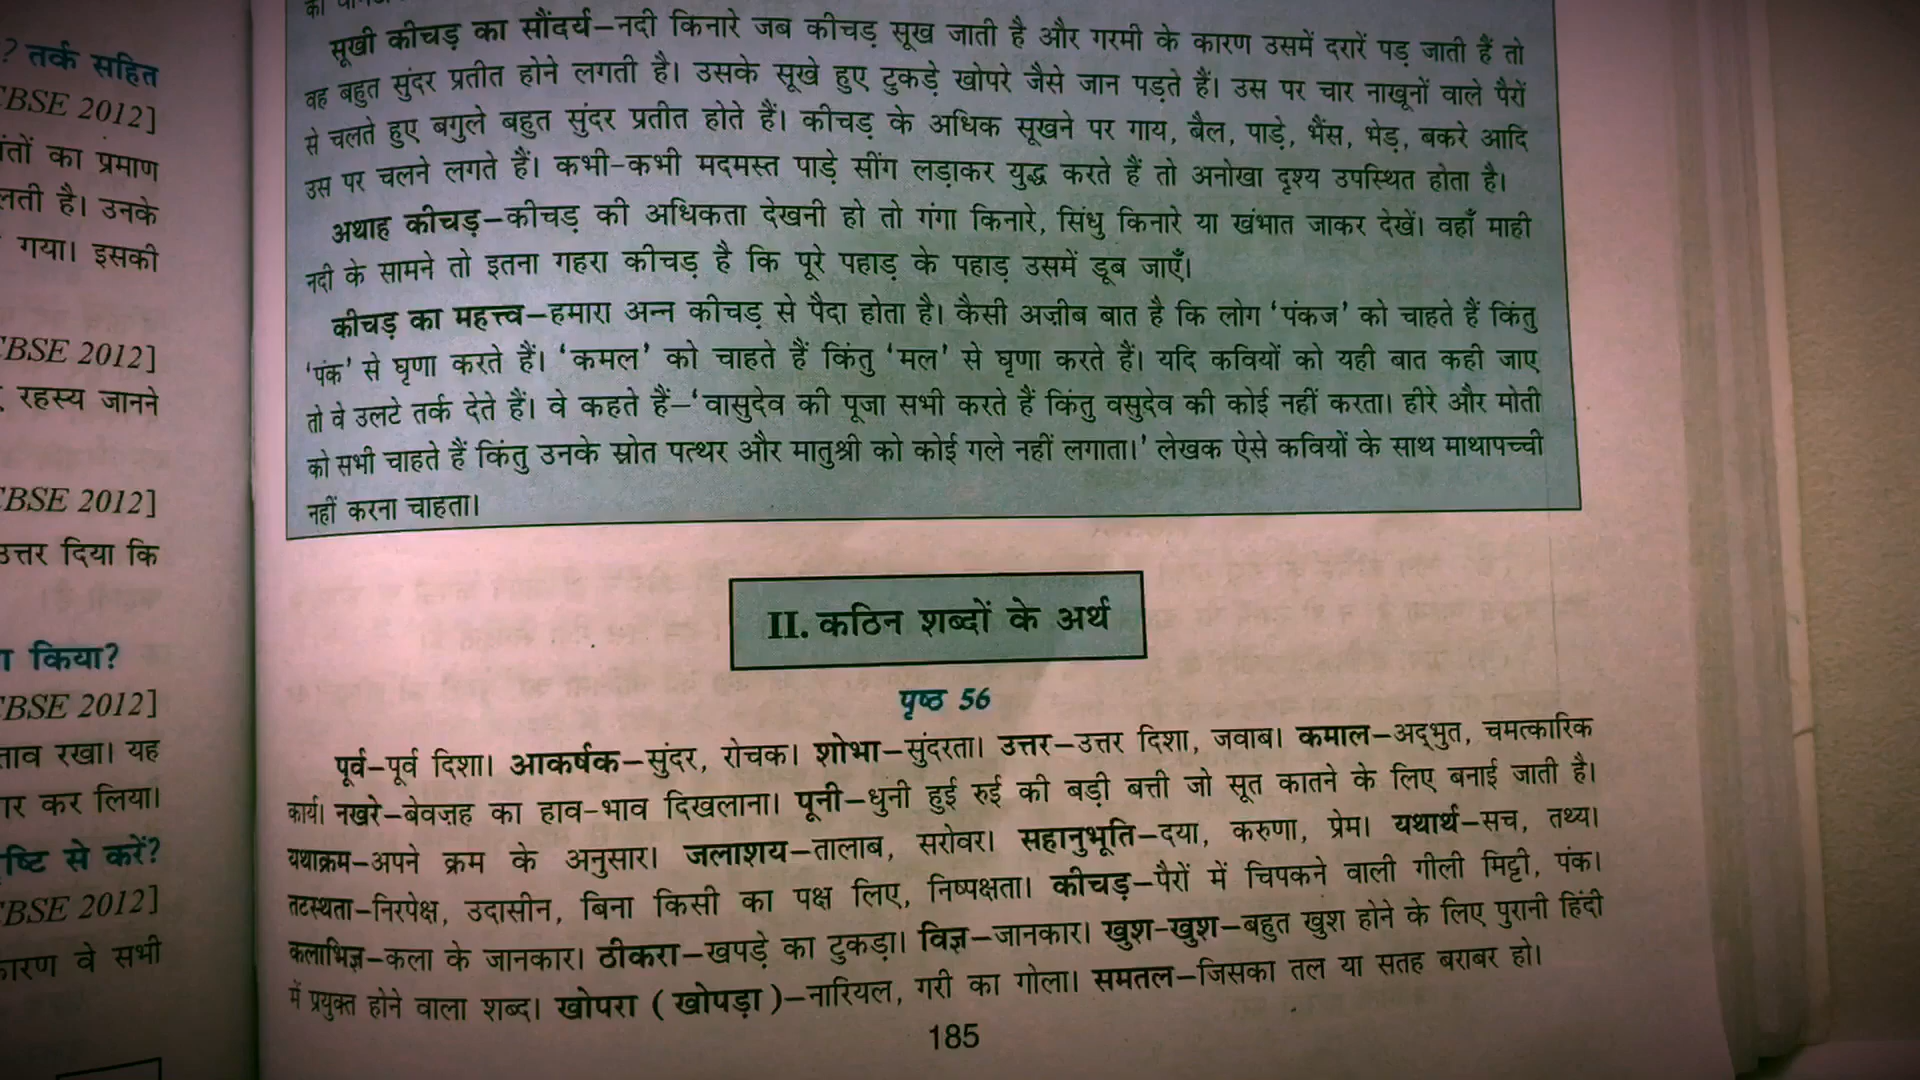 ? तर्क सहित
CBSE 2012]
का प्रमाण
है। उनके
गया। इसकी
CBSE 2012]
रहस्य जानने
CBSE 2012]
उत्तर दिया कि
किया?
CBSE 2012]
रखा। यह
कर लिया।
से करें?
CBSE 2012]
वे सभी
सूखी कीचड़ का सौंदर्य–नदी किनारे जब कीचड़ सूख जाती है और गरमी के कारण उसमें दरारें पड़ जाती हैं तो
वह बहुत सुंदर प्रतीत होने लगती है। उसके सूखे हुए टुकड़े खोपरे जैसे जान पड़ते हैं। उस पर चार नाखूनों वाले पैरों
से चलते हुए बगुले बहुत सुंदर प्रतीत होते हैं। कीचड़ के अधिक सूखने पर गाय, बैल, पाड़े, भैंस, भेड़, बकरे आदि
उस पर चलने लगते हैं। कभी-कभी मदमस्त पाड़े सींग लड़ाकर युद्ध करते हैं तो अनोखा दृश्य उपस्थित होता है।
अथाह कीचड़–कीचड़ की अधिकता देखनी हो तो गंगा किनारे, सिंधु किनारे या खंभात जाकर देखें। वहाँ माही
नदी के सामने तो इतना गहरा कीचड़ है कि पूरे पहाड़ के पहाड़ उसमें डूब जाएँ।
कीचड़ का महत्त्व–हमारा अन्न कीचड़ से पैदा होता है। कैसी अज़ीब बात है कि लोग ‘पंकज’ को चाहते हैं किंतु
‘पंक’ से घृणा करते हैं। ‘कमल’ को चाहते हैं किंतु ‘मल’ से घृणा करते हैं। यदि कवियों को यही बात कही जाए
तो वे उलटे तर्क देते हैं। वे कहते हैं–‘वासुदेव की पूजा सभी करते हैं किंतु वसुदेव की कोई नहीं करता। हीरे और मोती
को सभी चाहते हैं किंतु उनके स्रोत पत्थर और मातुश्री को कोई गले नहीं लगाता।’ लेखक ऐसे कवियों के साथ माथापच्ची
नहीं करना चाहता।
II. कठिन शब्दों के अर्थ
पृष्ठ 56
पूर्व–पूर्व दिशा। आकर्षक–सुंदर, रोचक। शोभा–सुंदरता। उत्तर–उत्तर दिशा, जवाब। कमाल–अद्भुत, चमत्कारिक
कार्य। नखरे–बेवज़ह का हाव-भाव दिखलाना। पूनी–धुनी हुई रुई की बड़ी बत्ती जो सूत कातने के लिए बनाई जाती है।
यथाक्रम–अपने क्रम के अनुसार। जलाशय–तालाब, सरोवर। सहानुभूति–दया, करुणा, प्रेम। यथार्थ–सच, तथ्य।
तटस्थता–निरपेक्ष, उदासीन, बिना किसी का पक्ष लिए, निष्पक्षता। कीचड़–पैरों में चिपकने वाली गीली मिट्टी, पंक।
कलाभिज्ञ–कला के जानकार। ठीकरा–खपड़े का टुकड़ा। विज्ञ–जानकार। खुश-खुश–बहुत खुश होने के लिए पुरानी हिंदी
में प्रयुक्त होने वाला शब्द। खोपरा (खोपड़ा)–नारियल, गरी का गोला। समतल–जिसका तल या सतह बराबर हो।
185